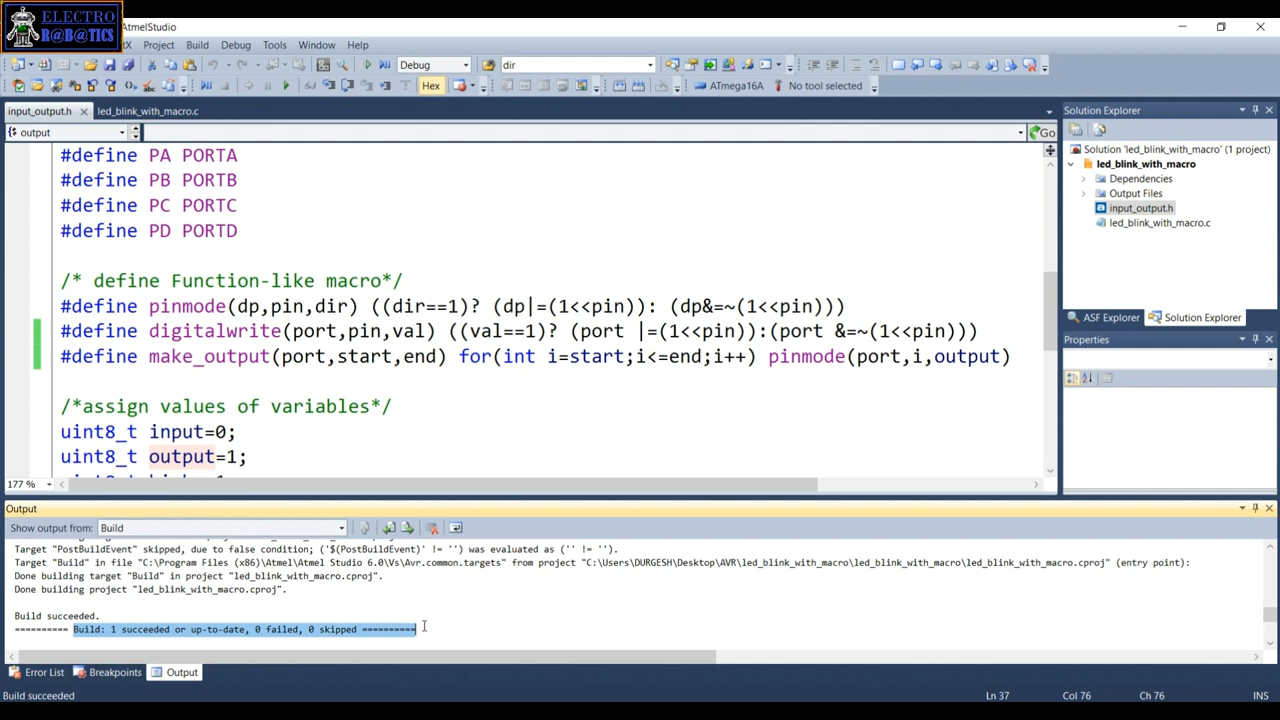 ELECTRO
R@B@TICS
AtmelStudio
Project Build Debug Tools Window Help
Debug
dir
Hex
ATmega16A
No tool selected
input_output.h
led_blink_with_macro.c
output
Go
#define PA PORTA
#define PB PORTB
#define PC PORTC
#define PD PORTD
/* define Function-like macro*/
#define pinmode(dp,pin,dir) ((dir==1)? (dp|=(1<<pin)): (dp&=~(1<<pin)))
#define digitalwrite(port,pin,val) ((val==1)? (port |=(1<<pin)):(port &=~(1<<pin)))
#define make_output(port,start,end) for(int i=start;i<=end;i++) pinmode(port,i,output)
/*assign values of variables*/
uint8_t input=0;
uint8_t output=1;
177 %
Solution Explorer
Solution 'led_blink_with_macro' (1 project)
led_blink_with_macro
Dependencies
Output Files
input_output.h
led_blink_with_macro.c
ASF Explorer
Solution Explorer
Properties
Output
Show output from: Build
Target "PostBuildEvent" skipped, due to false condition; ('$(PostBuildEvent)' != '') was evaluated as ('' != '').
Target "Build" in file "C:\Program Files (x86)\Atmel\Atmel Studio 6.0\Vs\Avr.common.targets" from project "C:\Users\DURGESH\Desktop\AVR\led_blink_with_macro\led_blink_with_macro\led_blink_with_macro.cproj" (entry point):
Done building target "Build" in project "led_blink_with_macro.cproj".
Done building project "led_blink_with_macro.cproj".
Build succeeded.
========== Build: 1 succeeded or up-to-date, 0 failed, 0 skipped ==========
Error List
Breakpoints
Output
Build succeeded
Ln 37
Col 76
Ch 76
INS